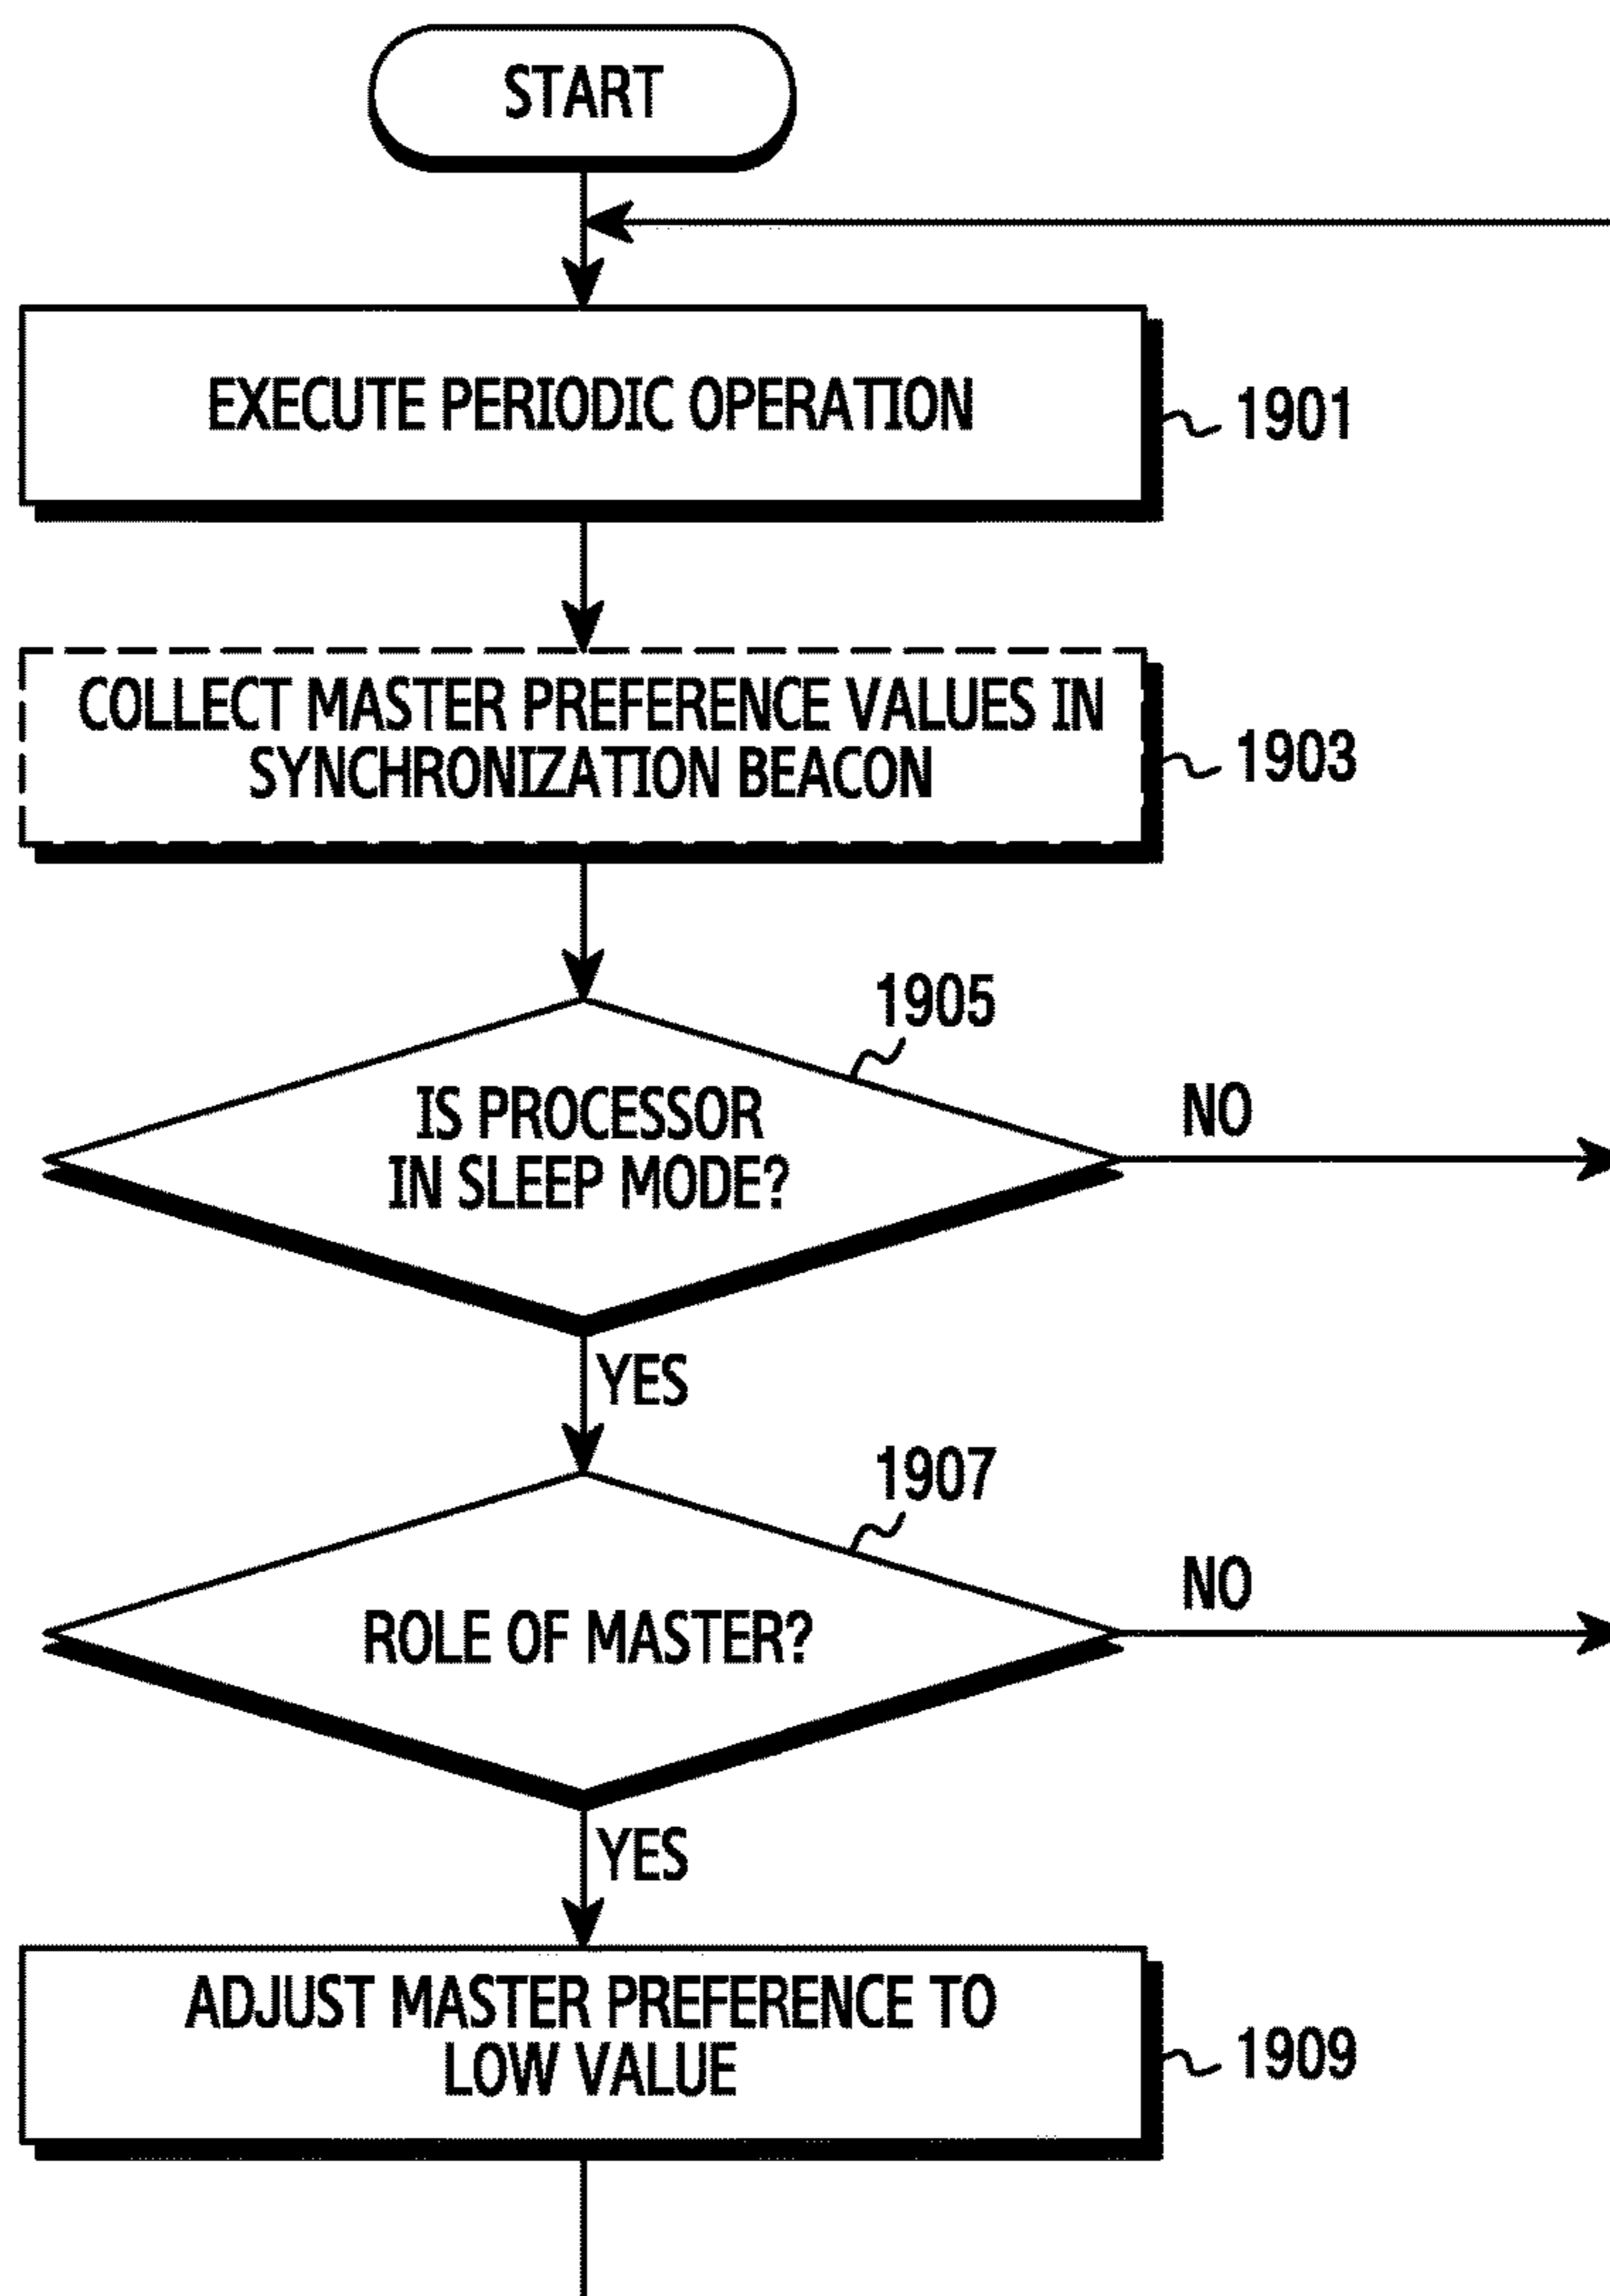 START
EXECUTE PERIODIC OPERATION
1901
COLLECT MASTER PREFERENCE VALUES IN
SYNCHRONIZATION BEACON
1903
1905
IS PROCESSOR
IN SLEEP MODE?
NO
YES
1907
ROLE OF MASTER?
NO
YES
ADJUST MASTER PREFERENCE TO
LOW VALUE
1909